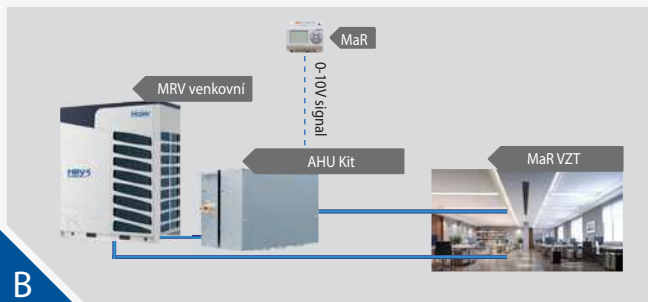 MaR
0-10V signal
MRV venkovní
Haier
MRV5
AHU Kit
MaR VZT
B